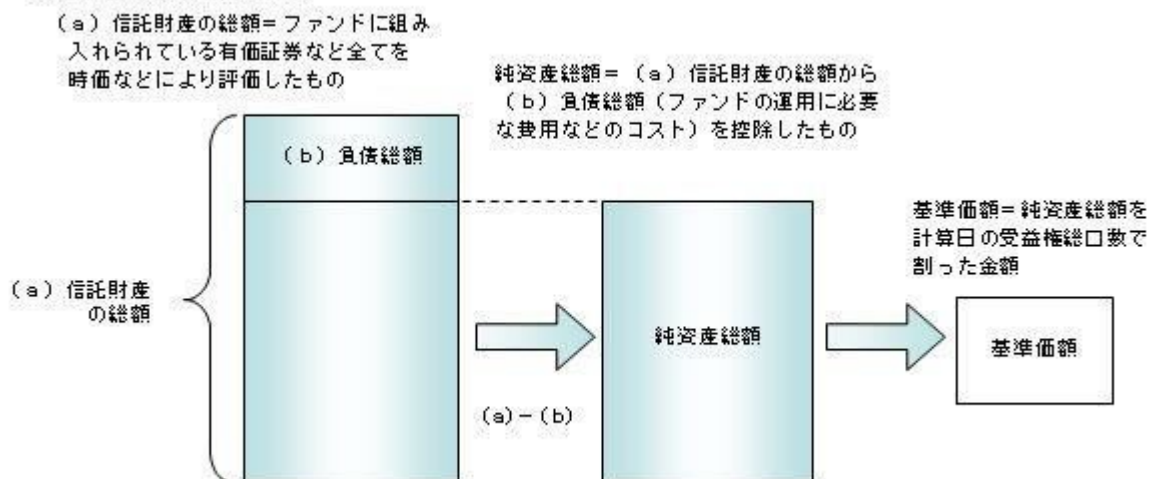 (a)信託財産の総額=ファンドに組み
入れられている有価証券など全てを
時価などにより評価したもの
純資産総額=(a)信託財産の総額から
(b)負債総額(ファンドの運用に必要
な費用などのコスト)を控除したもの
(b)負債総額
基準価額=純資産総額を
計算日の受益権総口数で
割った金額
(a)信託財産
の総額
純資産総額
基準価額
(a)-(b)